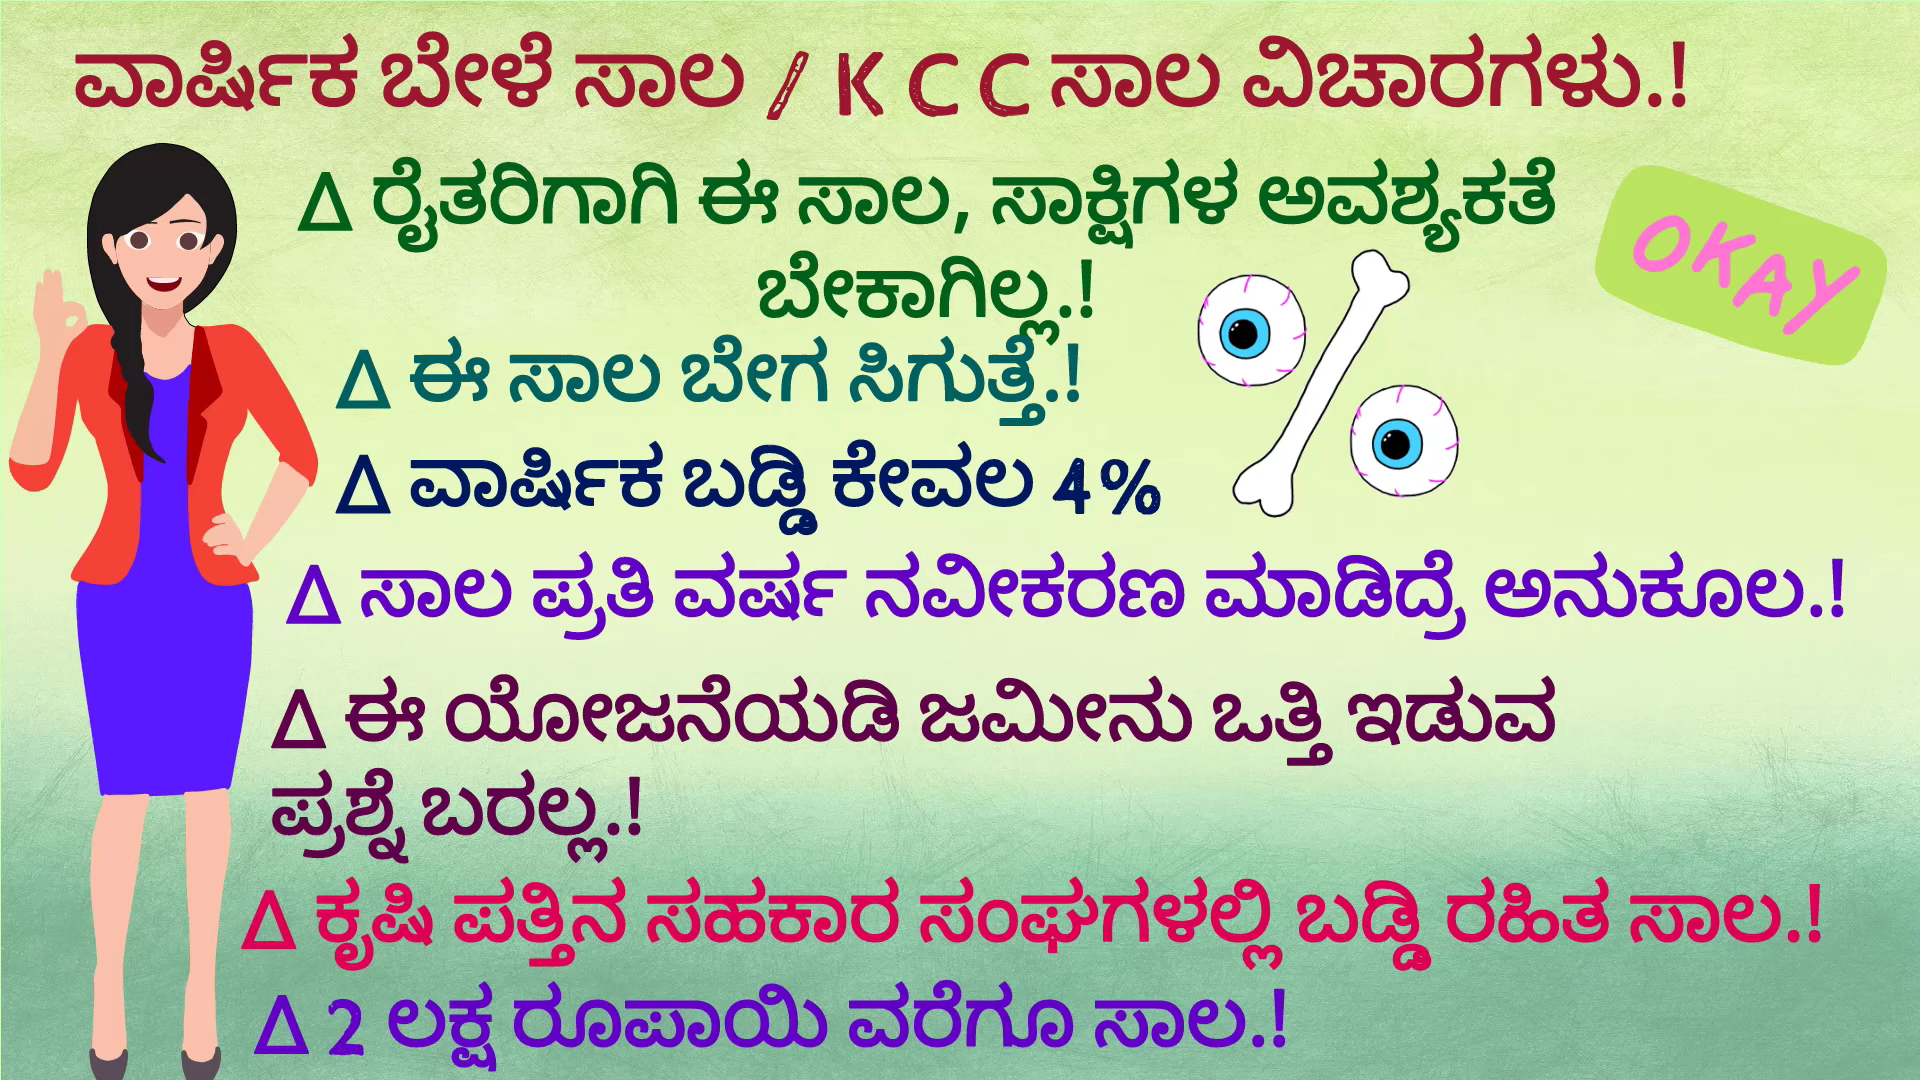 ವಾರ್ಷಿಕ ಬೇಳೆ ಸಾಲ / K C C ಸಾಲ ವಿಚಾರಗಳು.!
Δ ರೈತರಿಗಾಗಿ ಈ ಸಾಲ, ಸಾಕ್ಷಿಗಳ ಅವಶ್ಯಕತೆ
ಬೇಕಾಗಿಲ್ಲ.!
OKAY
Δ ಈ ಸಾಲ ಬೇಗ ಸಿಗುತ್ತೆ.!
Δ ವಾರ್ಷಿಕ ಬಡ್ಡಿ ಕೇವಲ 4%
Δ ಸಾಲ ಪ್ರತಿ ವರ್ಷ ನವೀಕರಣ ಮಾಡಿದ್ರೆ ಅನುಕೂಲ.!
Δ ಈ ಯೋಜನೆಯಡಿ ಜಮೀನು ಒತ್ತಿ ಇಡುವ
ಪ್ರಶ್ನೆ ಬರಲ್ಲ.!
Δ ಕೃಷಿ ಪತ್ತಿನ ಸಹಕಾರ ಸಂಘಗಳಲ್ಲಿ ಬಡ್ಡಿ ರಹಿತ ಸಾಲ.!
Δ 2 ಲಕ್ಷ ರೂಪಾಯಿ ವರೆಗೂ ಸಾಲ.!